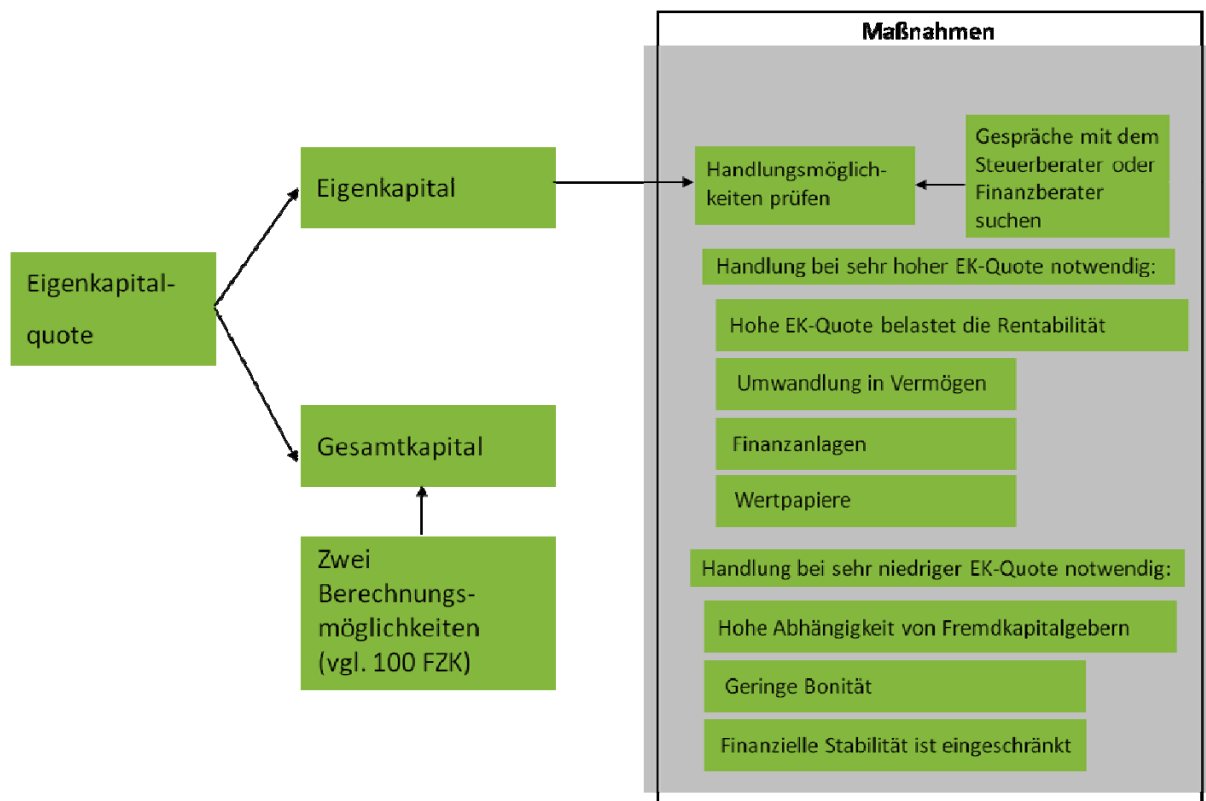 Maßnahmen
Eigenkapital-
quote
Eigenkapital
Gesamtkapital
Zwei
Berechnungs-
möglichkeiten
(vgl. 100 FZK)
Handlungsmöglich-
keiten prüfen
Gespräche mit dem
Steuerberater oder
Finanzberater
suchen
Handlung bei sehr hoher EK-Quote notwendig:
Hohe EK-Quote belastet die Rentabilität
Umwandlung in Vermögen
Finanzanlagen
Wertpapiere
Handlung bei sehr niedriger EK-Quote notwendig:
Hohe Abhängigkeit von Fremdkapitalgebern
Geringe Bonität
Finanzielle Stabilität ist eingeschränkt